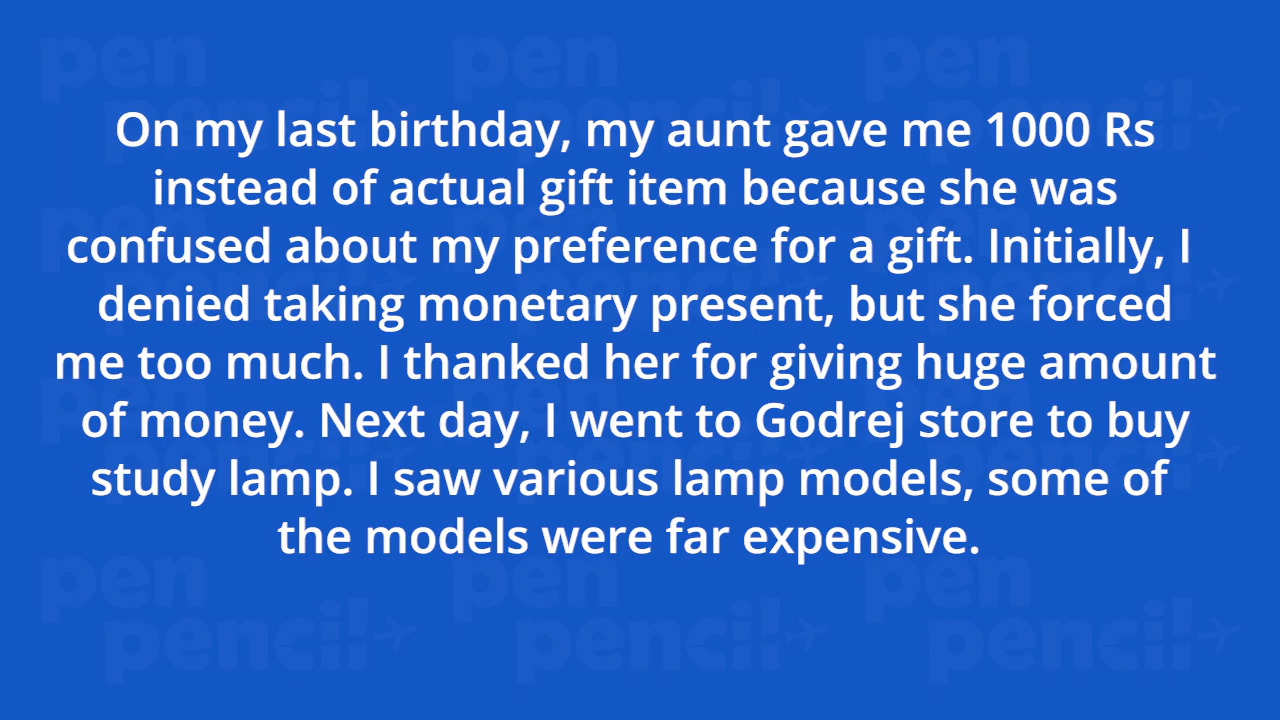 On my last birthday, my aunt gave me 1000 Rs
instead of actual gift item because she was
confused about my preference for a gift. Initially, I
denied taking monetary present, but she forced
me too much. I thanked her for giving huge amount
of money. Next day, I went to Godrej store to buy
study lamp. I saw various lamp models, some of
the models were far expensive.
pen
pencil